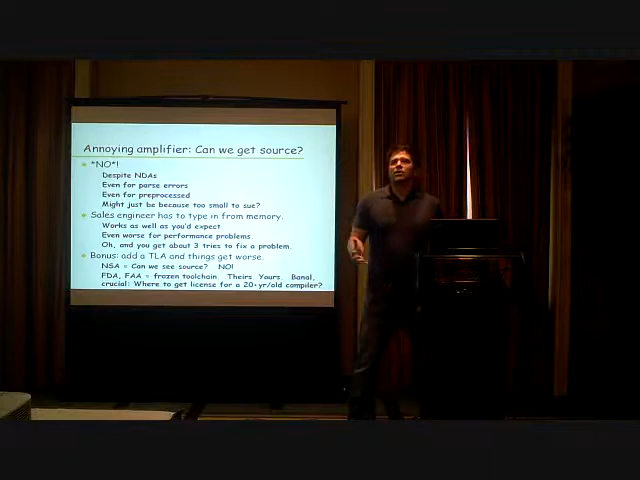 Annoying amplifier: Can we get source?
*NO*!
Despite NDAs
Even for parse errors
Even for preprocessed
Might just be because too small to sue?
Sales engineer has to type in from memory.
Works as well as you'd expect
Even worse for performance problems
Oh, and you get about 3 tries to fix a problem.
Bonus: add a TLA and things get worse.
NSA = Can we see source? NO!
FDA, FAA = frozen toolchain. Theirs Yours. Banal,
crucial: Where to get license for a 20-yr/old compiler?